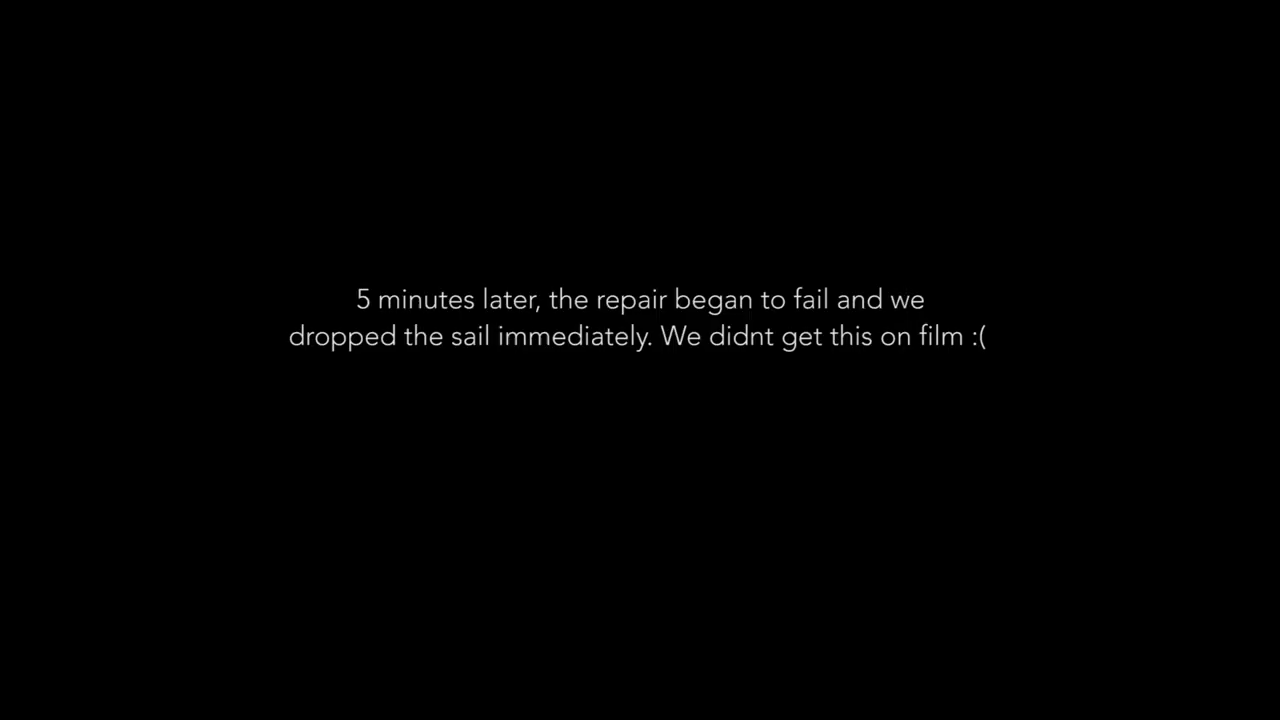 5 minutes later, the repair began to fail and we
dropped the sail immediately. We didnt get this on film :(